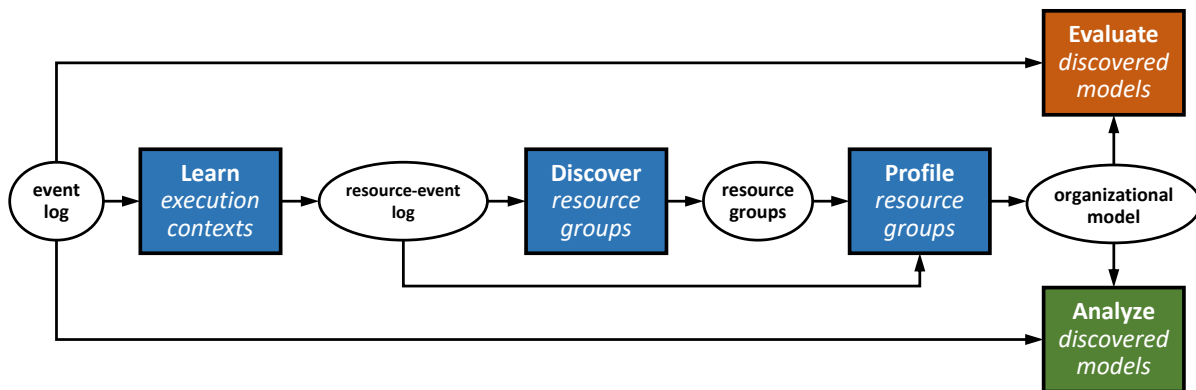 Evaluate
discovered
models
event
log
Learn
execution
contexts
resource-event
log
Discover
resource
groups
resource
groups
Profile
resource
groups
organizational
model
Analyze
discovered
models